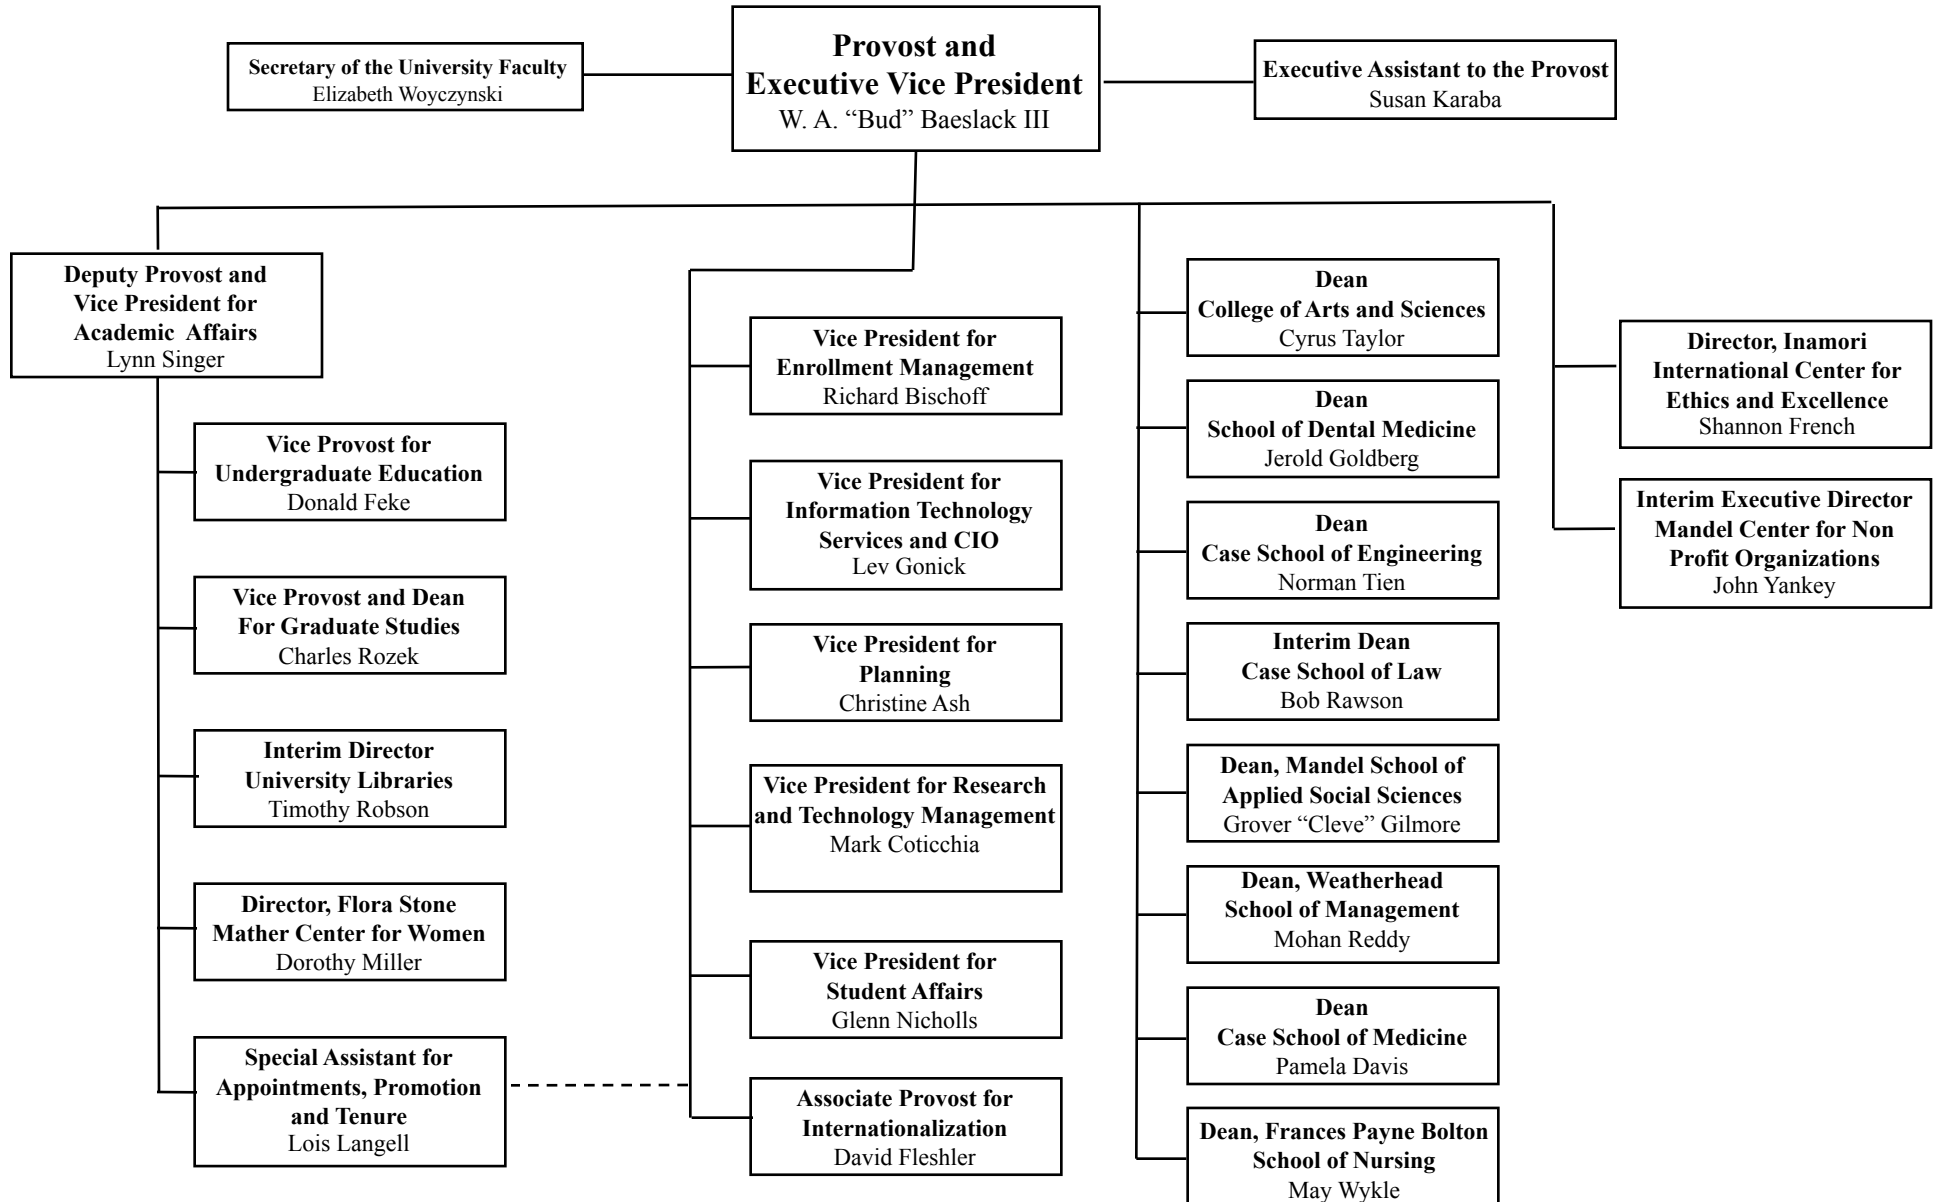 Provost and
Executive Vice President
W. A. “Bud” Baeslack III
Secretary of the University Faculty
Elizabeth Woyczynski
Executive Assistant to the Provost
Susan Karaba
Deputy Provost and
Vice President for
Academic Affairs
Lynn Singer
Vice Provost for
Undergraduate Education
Donald Feke
Vice Provost and Dean
For Graduate Studies
Charles Rozek
Interim Director
University Libraries
Timothy Robson
Director, Flora Stone
Mather Center for Women
Dorothy Miller
Special Assistant for
Appointments, Promotion
and Tenure
Lois Langell
Vice President for
Enrollment Management
Richard Bischoff
Vice President for
Information Technology
Services and CIO
Lev Gonick
Vice President for
Planning
Christine Ash
Vice President for Research
and Technology Management
Mark Coticchia
Vice President for
Student Affairs
Glenn Nicholls
Associate Provost for
Internationalization
David Fleshler
Dean
College of Arts and Sciences
Cyrus Taylor
Dean
School of Dental Medicine
Jerold Goldberg
Dean
Case School of Engineering
Norman Tien
Interim Dean
Case School of Law
Bob Rawson
Dean, Mandel School of
Applied Social Sciences
Grover “Cleve” Gilmore
Dean, Weatherhead
School of Management
Mohan Reddy
Dean
Case School of Medicine
Pamela Davis
Dean, Frances Payne Bolton
School of Nursing
May Wykle
Director, Inamori
International Center for
Ethics and Excellence
Shannon French
Interim Executive Director
Mandel Center for Non
Profit Organizations
John Yankey